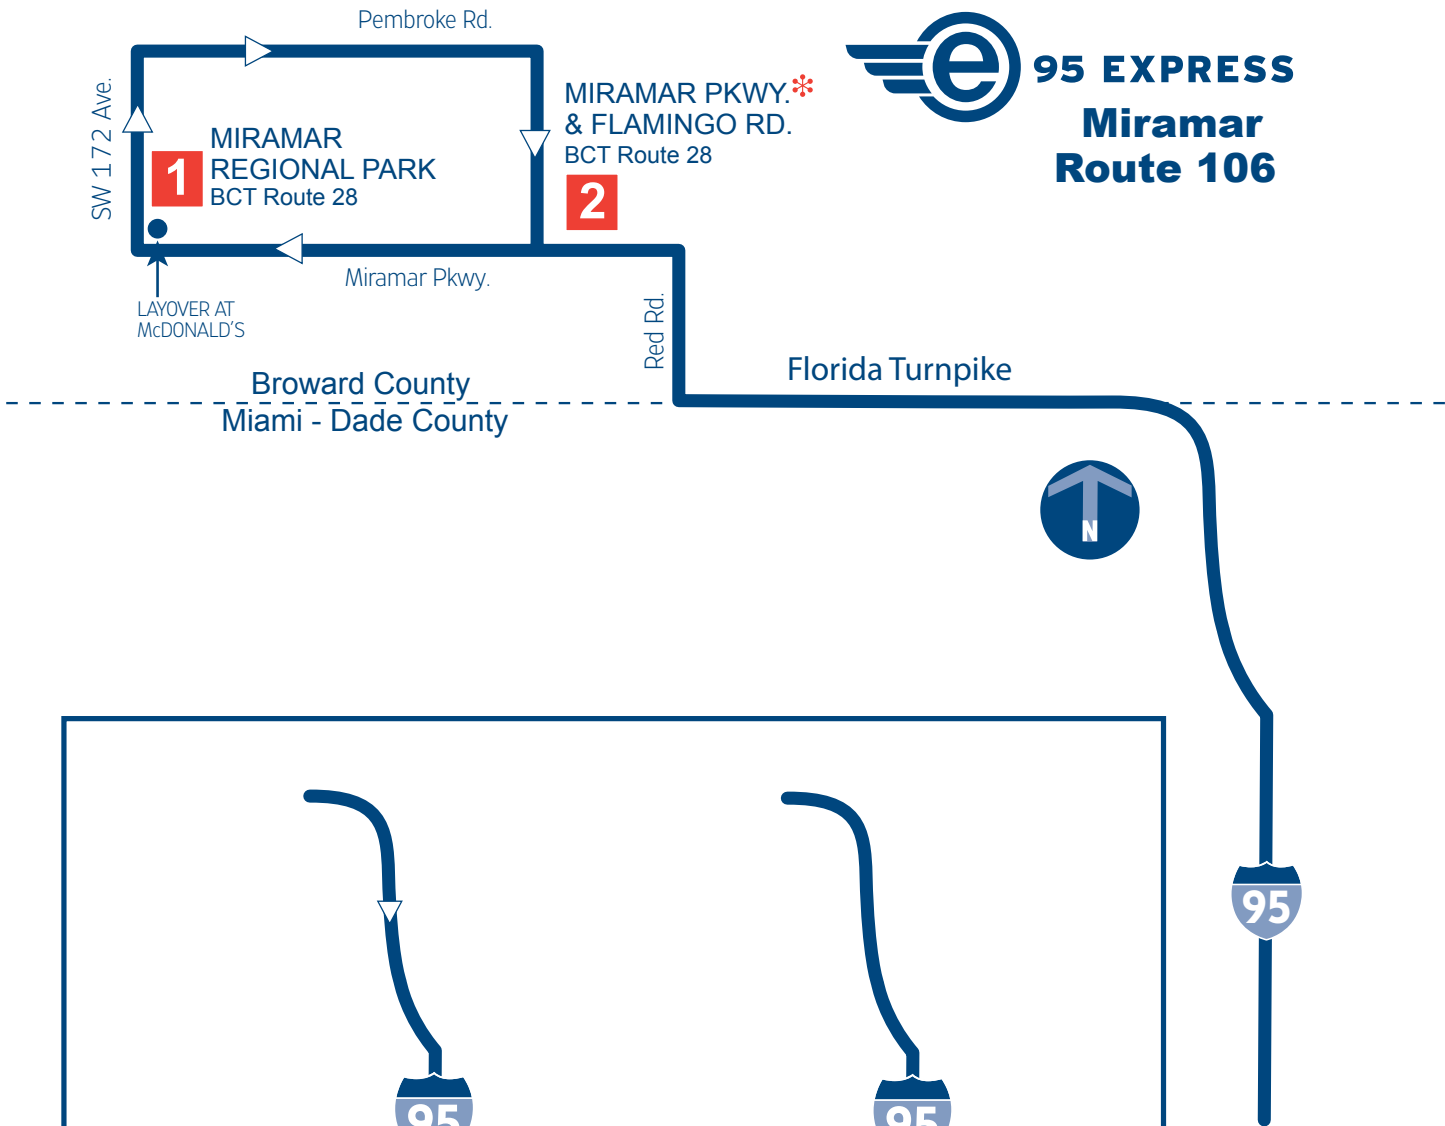 Pembroke Rd.
SW 172 Ave.
1
MIRAMAR
REGIONAL PARK
BCT Route 28
MIRAMAR PKWY.*
& FLAMINGO RD.
BCT Route 28
2
e 95 EXPRESS
Miramar
Route 106
Miramar Pkwy.
LAYOVER AT
McDONALD'S
Red Rd.
Florida Turnpike
Broward County
Miami - Dade County
N
95
95
95